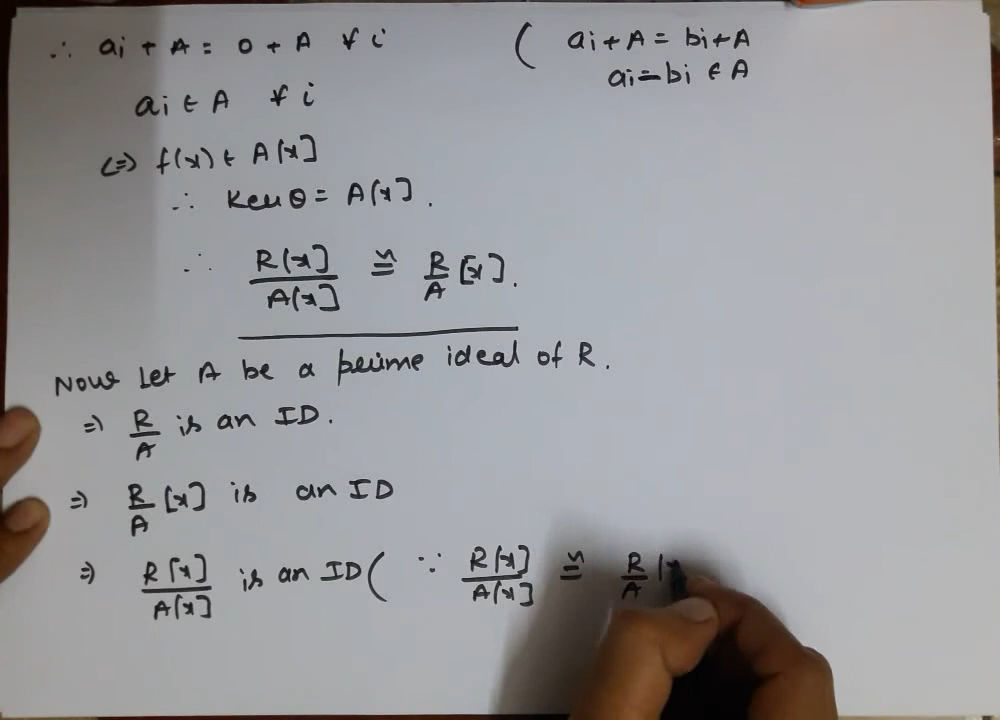 ∴ ai + A = 0 + A ∀ i
( ai + A = bi + A
ai - bi ∈ A
ai ∈ A ∀ i
(=) f(x) ∈ A[x]
∴ Ker θ = A[x].
∴ R[x]/A[x] ≅ R/A [x].
Now Let A be a prime ideal of R.
=) R/A is an ID.
=) R/A [x] is an ID
=) R[x]/A[x] is an ID ( ∵ R[x]/A[x] ≅ R/A [x